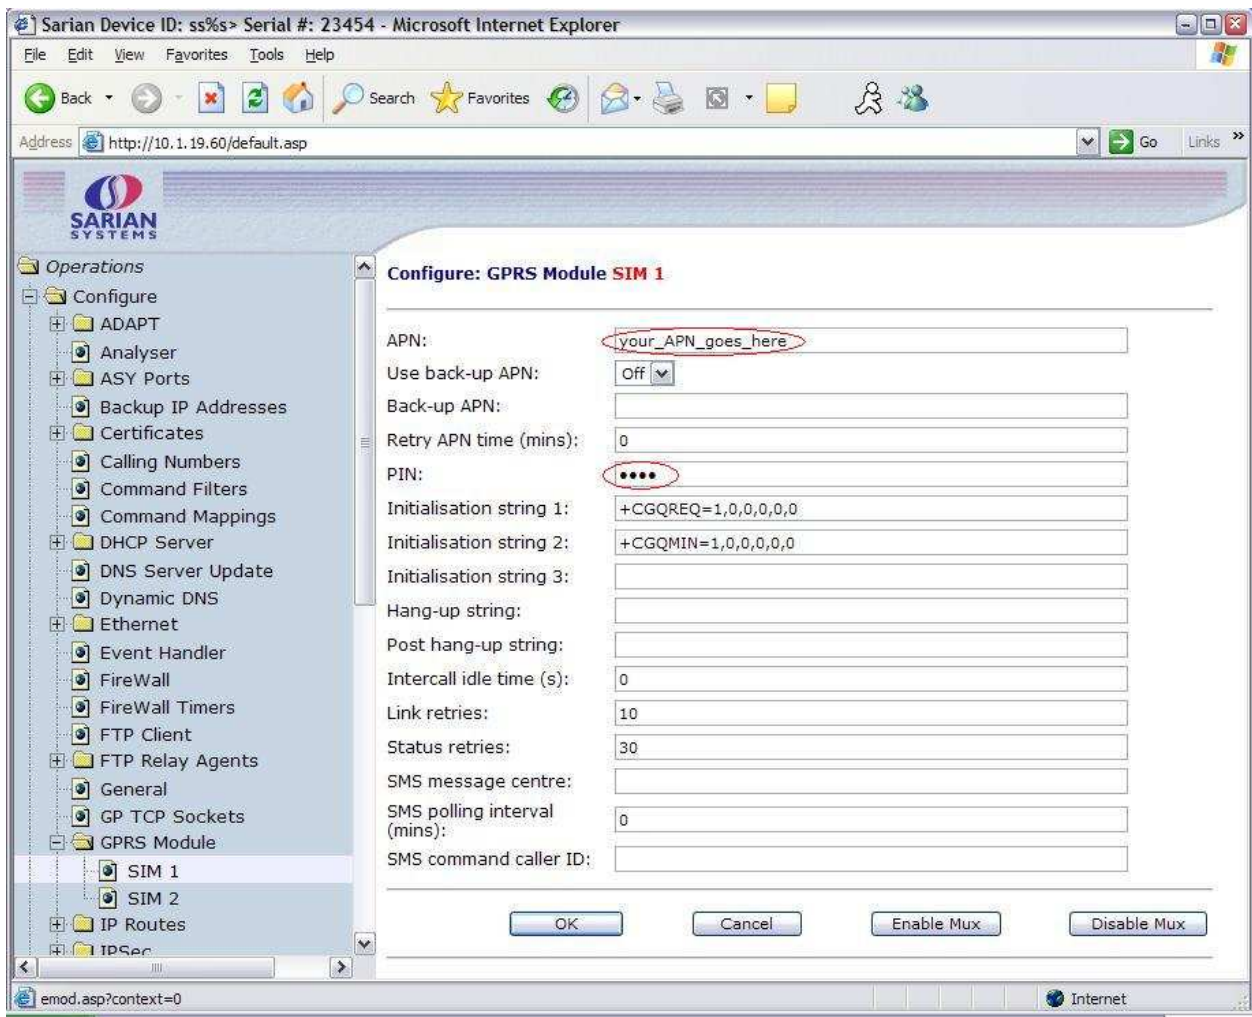 Sarian Device ID: ss%s> Serial #: 23454 - Microsoft Internet Explorer
File Edit View Favorites Tools Help
Back Search Favorites
Address http://10.1.19.60/default.asp Go Links »
SARIAN
SYSTEMS
Operations
Configure
ADAPT
Analyser
ASY Ports
Backup IP Addresses
Certificates
Calling Numbers
Command Filters
Command Mappings
DHCP Server
DNS Server Update
Dynamic DNS
Ethernet
Event Handler
FireWall
FireWall Timers
FTP Client
FTP Relay Agents
General
GP TCP Sockets
GPRS Module
SIM 1
SIM 2
IP Routes
IPSec
Configure: GPRS Module SIM 1
APN: your_APN_goes_here
Use back-up APN: Off
Back-up APN:
Retry APN time (mins): 0
PIN: ••••
Initialisation string 1: +CGQREQ=1,0,0,0,0,0
Initialisation string 2: +CGQMIN=1,0,0,0,0,0
Initialisation string 3:
Hang-up string:
Post hang-up string:
Intercall idle time (s): 0
Link retries: 10
Status retries: 30
SMS message centre:
SMS polling interval
(mins): 0
SMS command caller ID:
OK Cancel Enable Mux Disable Mux
emod.asp?context=0 Internet